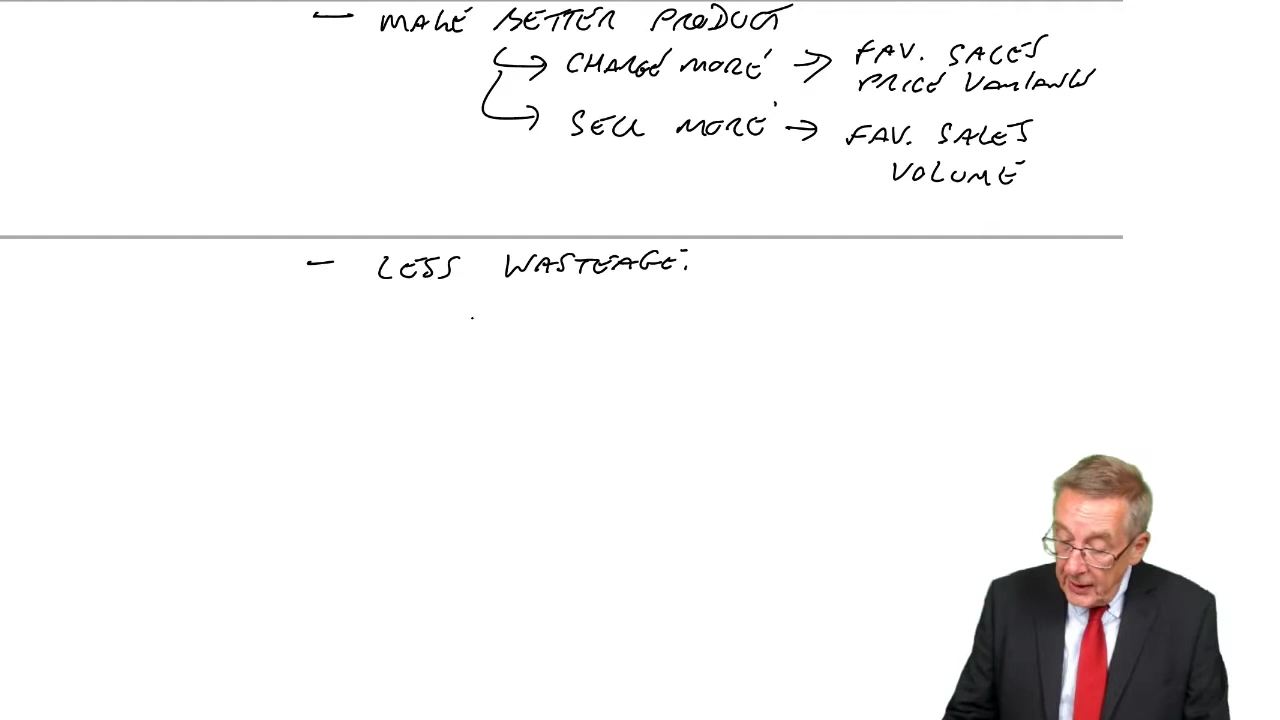 — MAKE BETTER PRODUCT
→ CHARGE MORE → FAV. SALES
PRICE VARIANCE
→ SELL MORE → FAV. SALES
VOLUME
— LESS WASTEAGE: